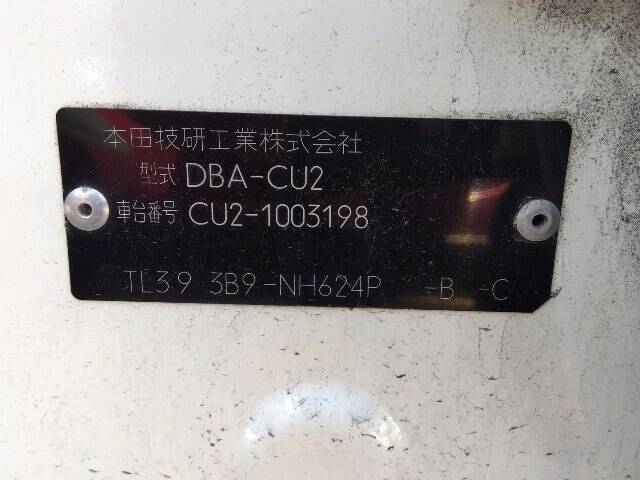 本田技研工業株式会社
型式 DBA-CU2
車台番号 CU2-1003198
TL39 3B9-NH624P -B -C